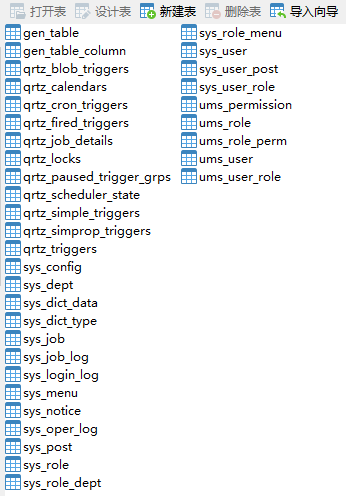 打开表 设计表 新建表 删除表 导入向导
gen_table
gen_table_column
qrtz_blob_triggers
qrtz_calendars
qrtz_cron_triggers
qrtz_fired_triggers
qrtz_job_details
qrtz_locks
qrtz_paused_trigger_grps
qrtz_scheduler_state
qrtz_simple_triggers
qrtz_simprop_triggers
qrtz_triggers
sys_config
sys_dept
sys_dict_data
sys_dict_type
sys_job
sys_job_log
sys_login_log
sys_menu
sys_notice
sys_oper_log
sys_post
sys_role
sys_role_dept
sys_role_menu
sys_user
sys_user_post
sys_user_role
ums_permission
ums_role
ums_role_perm
ums_user
ums_user_role